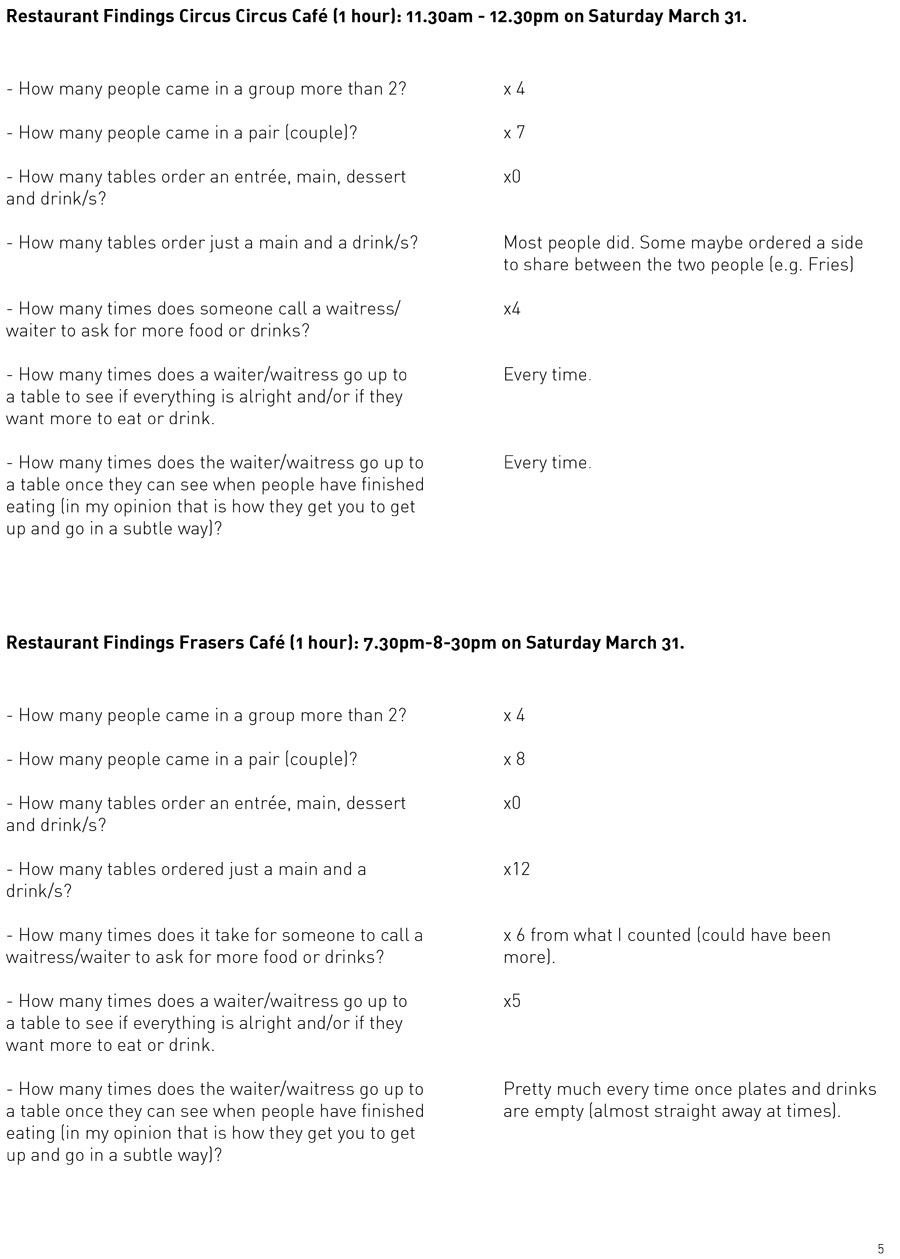 Restaurant Findings Circus Circus Café (1 hour): 11.30am - 12.30pm on Saturday March 31.
- How many people came in a group more than 2? x 4
- How many people came in a pair (couple)? x 7
- How many tables order an entrée, main, dessert x0
and drink/s?
- How many tables order just a main and a drink/s? Most people did. Some maybe ordered a side
to share between the two people (e.g. Fries)
- How many times does someone call a waitress/ x4
waiter to ask for more food or drinks?
- How many times does a waiter/waitress go up to Every time.
a table to see if everything is alright and/or if they
want more to eat or drink.
- How many times does the waiter/waitress go up to Every time.
a table once they can see when people have finished
eating (in my opinion that is how they get you to get
up and go in a subtle way)?
Restaurant Findings Frasers Café (1 hour): 7.30pm-8-30pm on Saturday March 31.
- How many people came in a group more than 2? x 4
- How many people came in a pair (couple)? x 8
- How many tables order an entrée, main, dessert x0
and drink/s?
- How many tables ordered just a main and a x12
drink/s?
- How many times does it take for someone to call a x 6 from what I counted (could have been
waitress/waiter to ask for more food or drinks? more).
- How many times does a waiter/waitress go up to x5
a table to see if everything is alright and/or if they
want more to eat or drink.
- How many times does the waiter/waitress go up to Pretty much every time once plates and drinks
a table once they can see when people have finished are empty (almost straight away at times).
eating (in my opinion that is how they get you to get
up and go in a subtle way)?
5